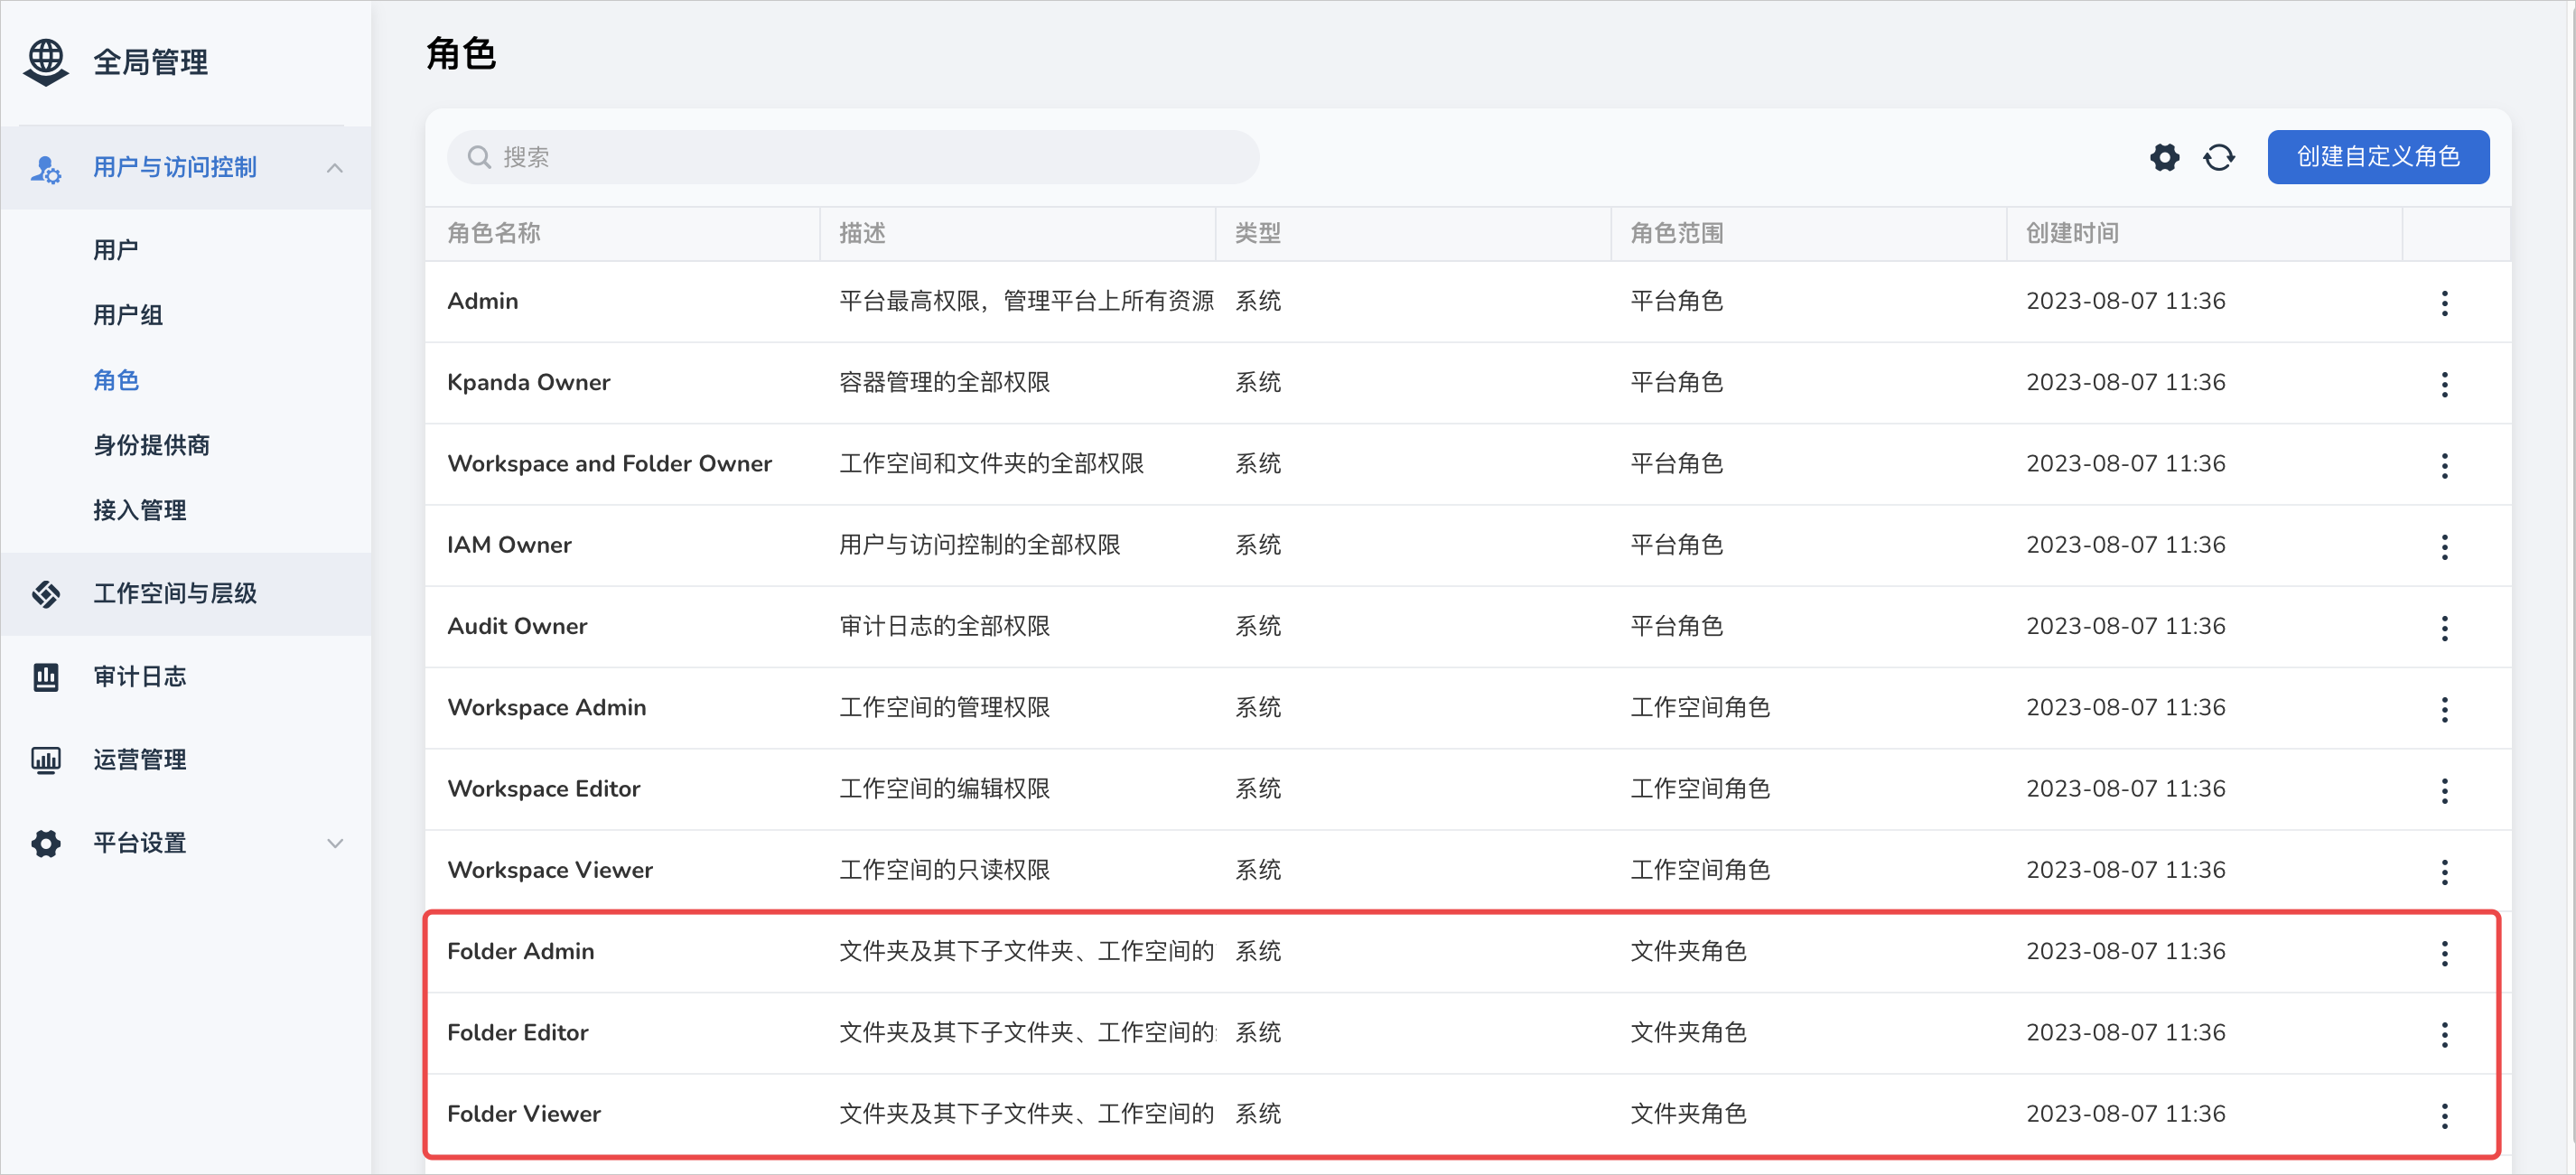 全局管理
用户与访问控制
用户
用户组
角色
身份提供商
接入管理
工作空间与层级
审计日志
运营管理
平台设置
角色
搜索
创建自定义角色
角色名称 描述 类型 角色范围 创建时间
Admin 平台最高权限，管理平台上所有资源 系统 平台角色 2023-08-07 11:36
Kpanda Owner 容器管理的全部权限 系统 平台角色 2023-08-07 11:36
Workspace and Folder Owner 工作空间和文件夹的全部权限 系统 平台角色 2023-08-07 11:36
IAM Owner 用户与访问控制的全部权限 系统 平台角色 2023-08-07 11:36
Audit Owner 审计日志的全部权限 系统 平台角色 2023-08-07 11:36
Workspace Admin 工作空间的管理权限 系统 工作空间角色 2023-08-07 11:36
Workspace Editor 工作空间的编辑权限 系统 工作空间角色 2023-08-07 11:36
Workspace Viewer 工作空间的只读权限 系统 工作空间角色 2023-08-07 11:36
Folder Admin 文件夹及其下子文件夹、工作空间的 系统 文件夹角色 2023-08-07 11:36
Folder Editor 文件夹及其下子文件夹、工作空间的 系统 文件夹角色 2023-08-07 11:36
Folder Viewer 文件夹及其下子文件夹、工作空间的 系统 文件夹角色 2023-08-07 11:36